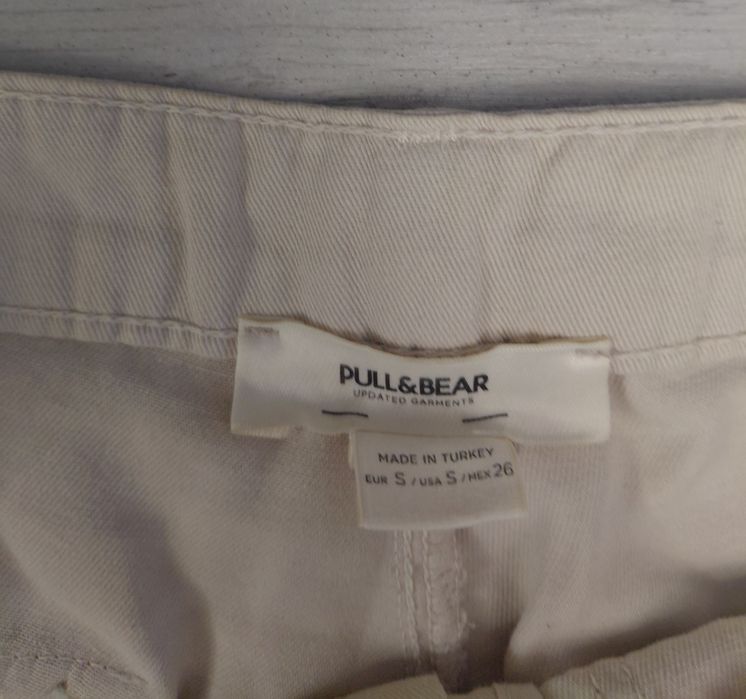 PULL&BEAR
UPDATED GARMENTS
MADE IN TURKEY
EUR S / USA S / MEX 26